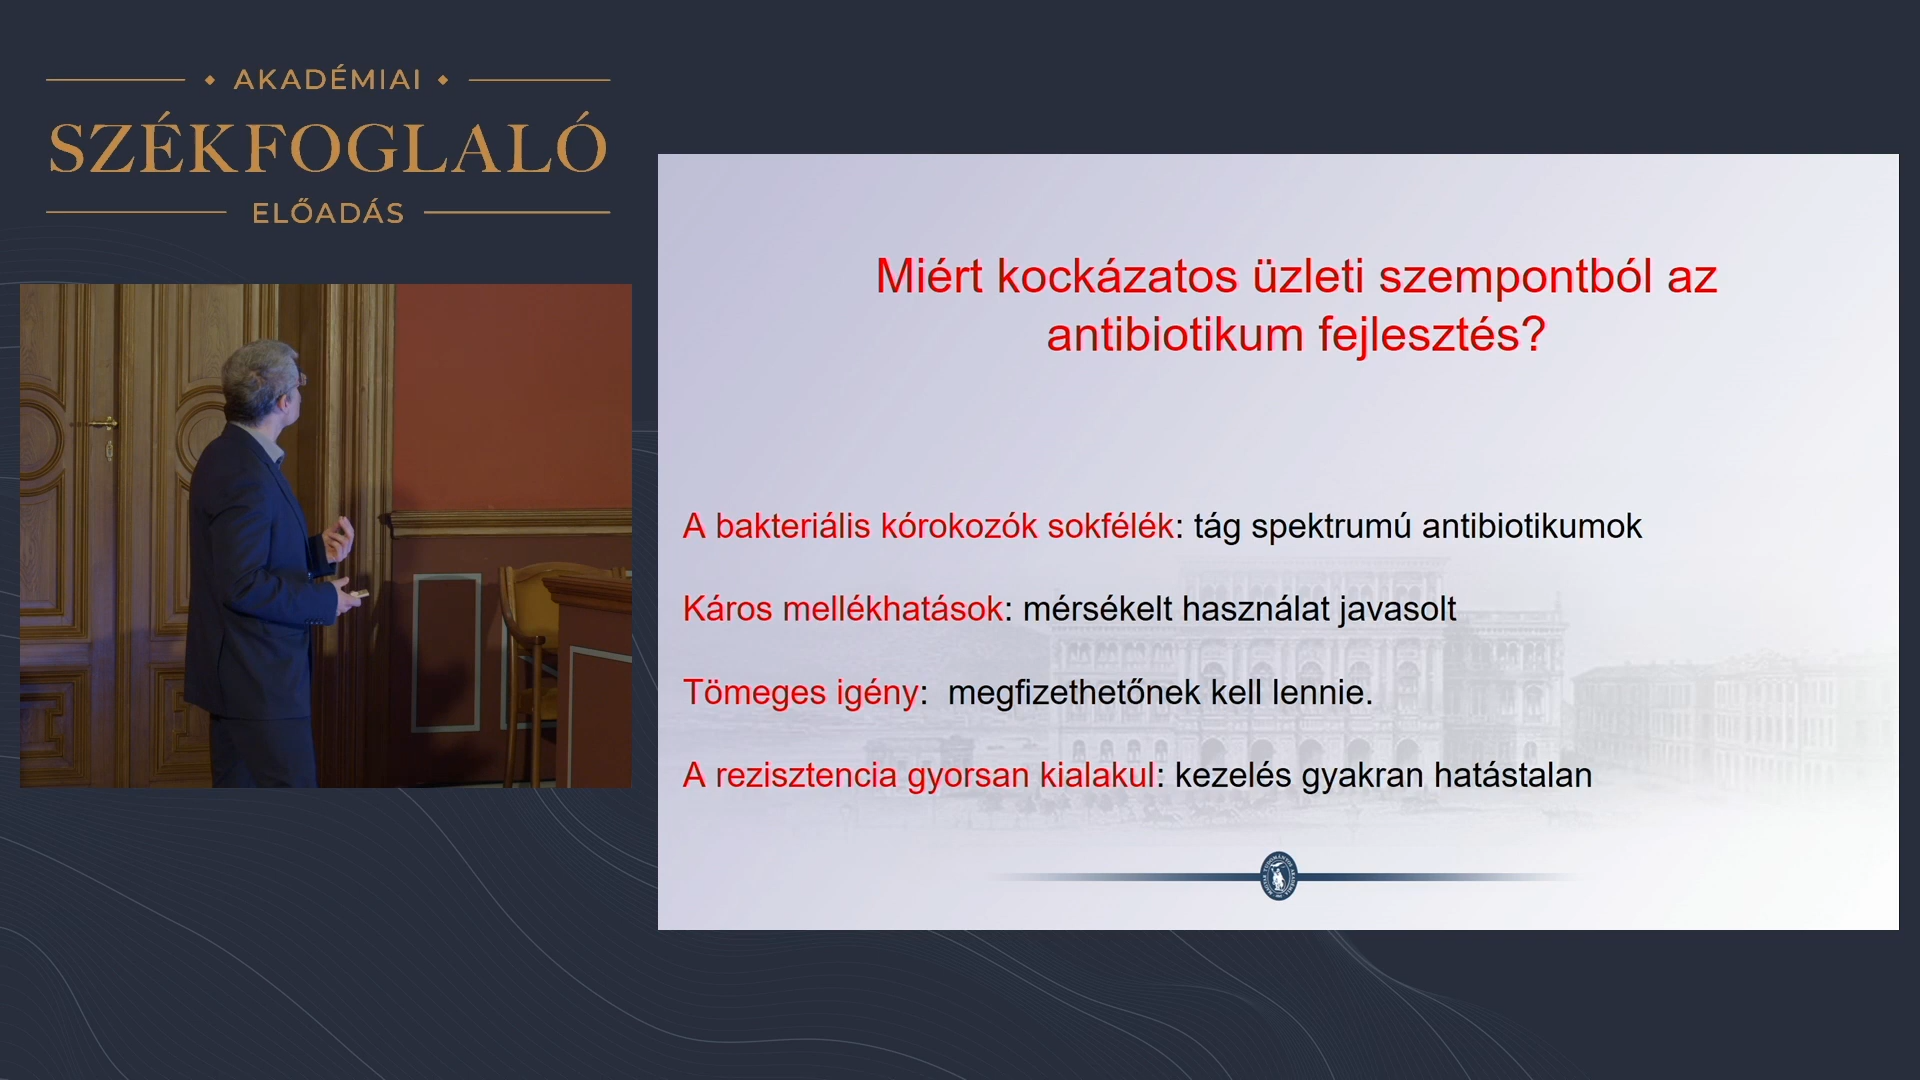 AKADÉMIAI
SZÉKFOGLALÓ
ELŐADÁS
Miért kockázatos üzleti szempontból az
antibiotikum fejlesztés?
A bakteriális kórokozók sokfélék: tág spektrumú antibiotikumok
Káros mellékhatások: mérsékelt használat javasolt
Tömeges igény:  megfizethetőnek kell lennie.
A rezisztencia gyorsan kialakul: kezelés gyakran hatástalan